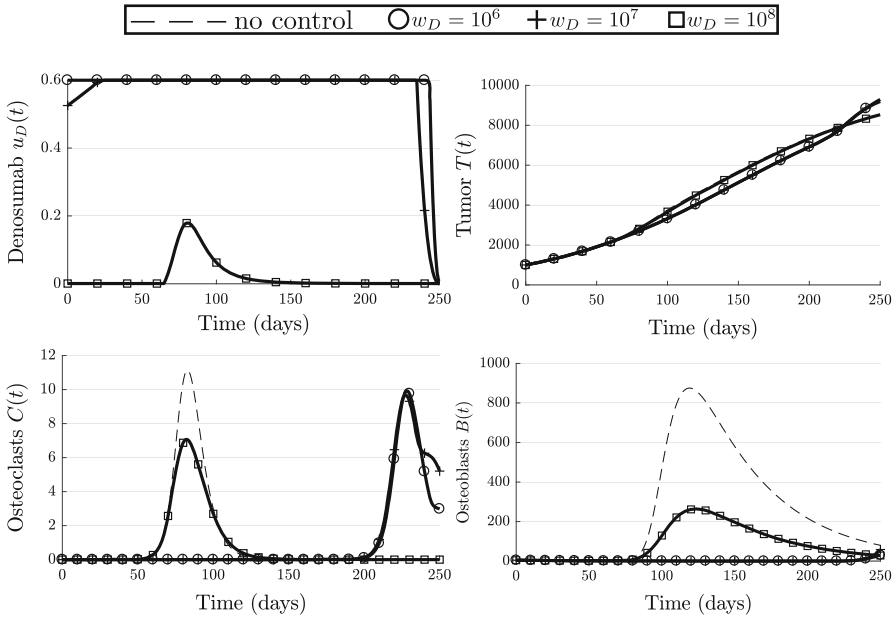 no control w_D = 10^6 w_D = 10^7 w_D = 10^8
Denosumab u_D(t)
0.6
0.4
0.2
0
0 50 100 150 200 250
Time (days)
Tumor T(t)
10000
8000
6000
4000
2000
0
0 50 100 150 200 250
Time (days)
Osteoclasts C(t)
12
10
8
6
4
2
0
0 50 100 150 200 250
Time (days)
Osteoblasts B(t)
1000
800
600
400
200
0
0 50 100 150 200 250
Time (days)